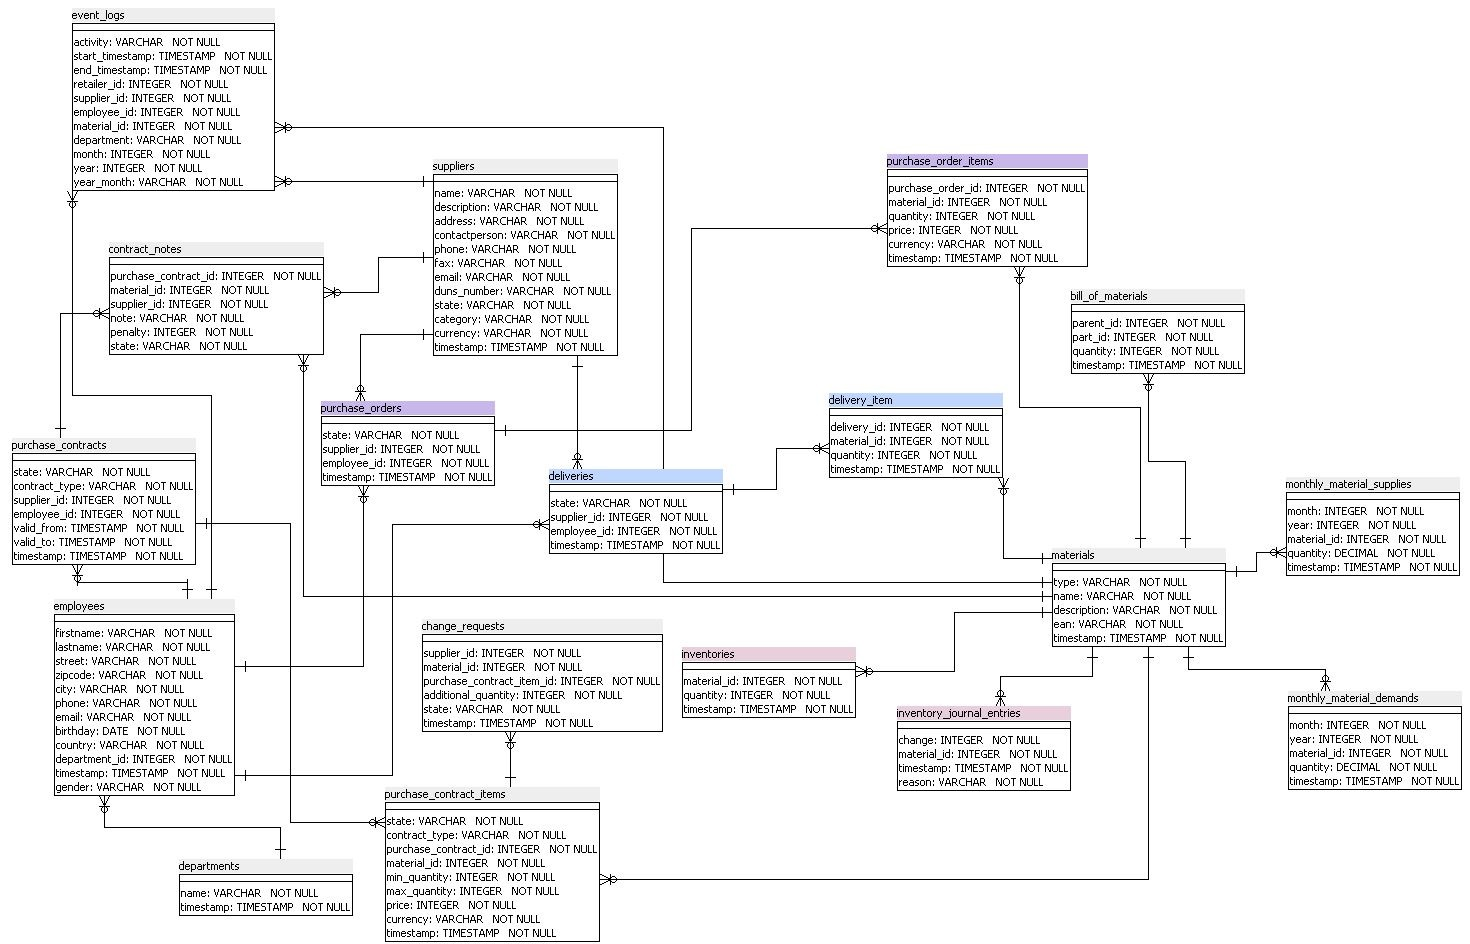 event_logs
activity: VARCHAR NOT NULL
start_timestamp: TIMESTAMP NOT NULL
end_timestamp: TIMESTAMP NOT NULL
retailer_id: INTEGER NOT NULL
supplier_id: INTEGER NOT NULL
employee_id: INTEGER NOT NULL
material_id: INTEGER NOT NULL
department: VARCHAR NOT NULL
month: INTEGER NOT NULL
year: INTEGER NOT NULL
year_month: VARCHAR NOT NULL
suppliers
name: VARCHAR NOT NULL
description: VARCHAR NOT NULL
address: VARCHAR NOT NULL
contactperson: VARCHAR NOT NULL
phone: VARCHAR NOT NULL
fax: VARCHAR NOT NULL
email: VARCHAR NOT NULL
duns_number: VARCHAR NOT NULL
state: VARCHAR NOT NULL
category: VARCHAR NOT NULL
currency: VARCHAR NOT NULL
timestamp: TIMESTAMP NOT NULL
purchase_order_items
purchase_order_id: INTEGER NOT NULL
material_id: INTEGER NOT NULL
quantity: INTEGER NOT NULL
price: INTEGER NOT NULL
currency: VARCHAR NOT NULL
timestamp: TIMESTAMP NOT NULL
contract_notes
purchase_contract_id: INTEGER NOT NULL
material_id: INTEGER NOT NULL
supplier_id: INTEGER NOT NULL
note: VARCHAR NOT NULL
penalty: INTEGER NOT NULL
state: VARCHAR NOT NULL
bill_of_materials
parent_id: INTEGER NOT NULL
part_id: INTEGER NOT NULL
quantity: INTEGER NOT NULL
timestamp: TIMESTAMP NOT NULL
purchase_orders
state: VARCHAR NOT NULL
supplier_id: INTEGER NOT NULL
employee_id: INTEGER NOT NULL
timestamp: TIMESTAMP NOT NULL
delivery_item
delivery_id: INTEGER NOT NULL
material_id: INTEGER NOT NULL
quantity: INTEGER NOT NULL
timestamp: TIMESTAMP NOT NULL
purchase_contracts
state: VARCHAR NOT NULL
contract_type: VARCHAR NOT NULL
supplier_id: INTEGER NOT NULL
employee_id: INTEGER NOT NULL
valid_from: TIMESTAMP NOT NULL
valid_to: TIMESTAMP NOT NULL
timestamp: TIMESTAMP NOT NULL
deliveries
state: VARCHAR NOT NULL
supplier_id: INTEGER NOT NULL
employee_id: INTEGER NOT NULL
timestamp: TIMESTAMP NOT NULL
monthly_material_supplies
month: INTEGER NOT NULL
year: INTEGER NOT NULL
material_id: INTEGER NOT NULL
quantity: DECIMAL NOT NULL
timestamp: TIMESTAMP NOT NULL
materials
type: VARCHAR NOT NULL
name: VARCHAR NOT NULL
description: VARCHAR NOT NULL
ean: VARCHAR NOT NULL
timestamp: TIMESTAMP NOT NULL
employees
firstname: VARCHAR NOT NULL
lastname: VARCHAR NOT NULL
street: VARCHAR NOT NULL
zipcode: VARCHAR NOT NULL
city: VARCHAR NOT NULL
phone: VARCHAR NOT NULL
email: VARCHAR NOT NULL
birthday: DATE NOT NULL
country: VARCHAR NOT NULL
department_id: INTEGER NOT NULL
timestamp: TIMESTAMP NOT NULL
gender: VARCHAR NOT NULL
change_requests
supplier_id: INTEGER NOT NULL
material_id: INTEGER NOT NULL
purchase_contract_item_id: INTEGER NOT NULL
additional_quantity: INTEGER NOT NULL
state: VARCHAR NOT NULL
timestamp: TIMESTAMP NOT NULL
inventories
material_id: INTEGER NOT NULL
quantity: INTEGER NOT NULL
timestamp: TIMESTAMP NOT NULL
inventory_journal_entries
change: INTEGER NOT NULL
material_id: INTEGER NOT NULL
timestamp: TIMESTAMP NOT NULL
reason: VARCHAR NOT NULL
monthly_material_demands
month: INTEGER NOT NULL
year: INTEGER NOT NULL
material_id: INTEGER NOT NULL
quantity: DECIMAL NOT NULL
timestamp: TIMESTAMP NOT NULL
purchase_contract_items
state: VARCHAR NOT NULL
contract_type: VARCHAR NOT NULL
purchase_contract_id: INTEGER NOT NULL
material_id: INTEGER NOT NULL
min_quantity: INTEGER NOT NULL
max_quantity: INTEGER NOT NULL
price: INTEGER NOT NULL
currency: VARCHAR NOT NULL
timestamp: TIMESTAMP NOT NULL
departments
name: VARCHAR NOT NULL
timestamp: TIMESTAMP NOT NULL